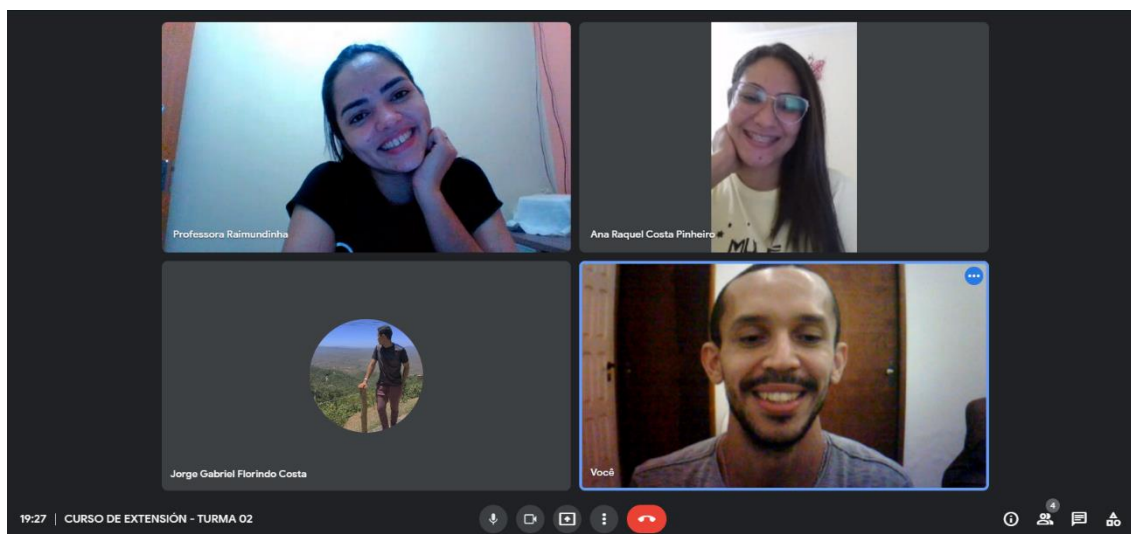 Professora Raimundinha
Ana Raquel Costa Pinheiro
Jorge Gabriel Florindo Costa
Você
19:27 | CURSO DE EXTENSIÓN - TURMA 02
4